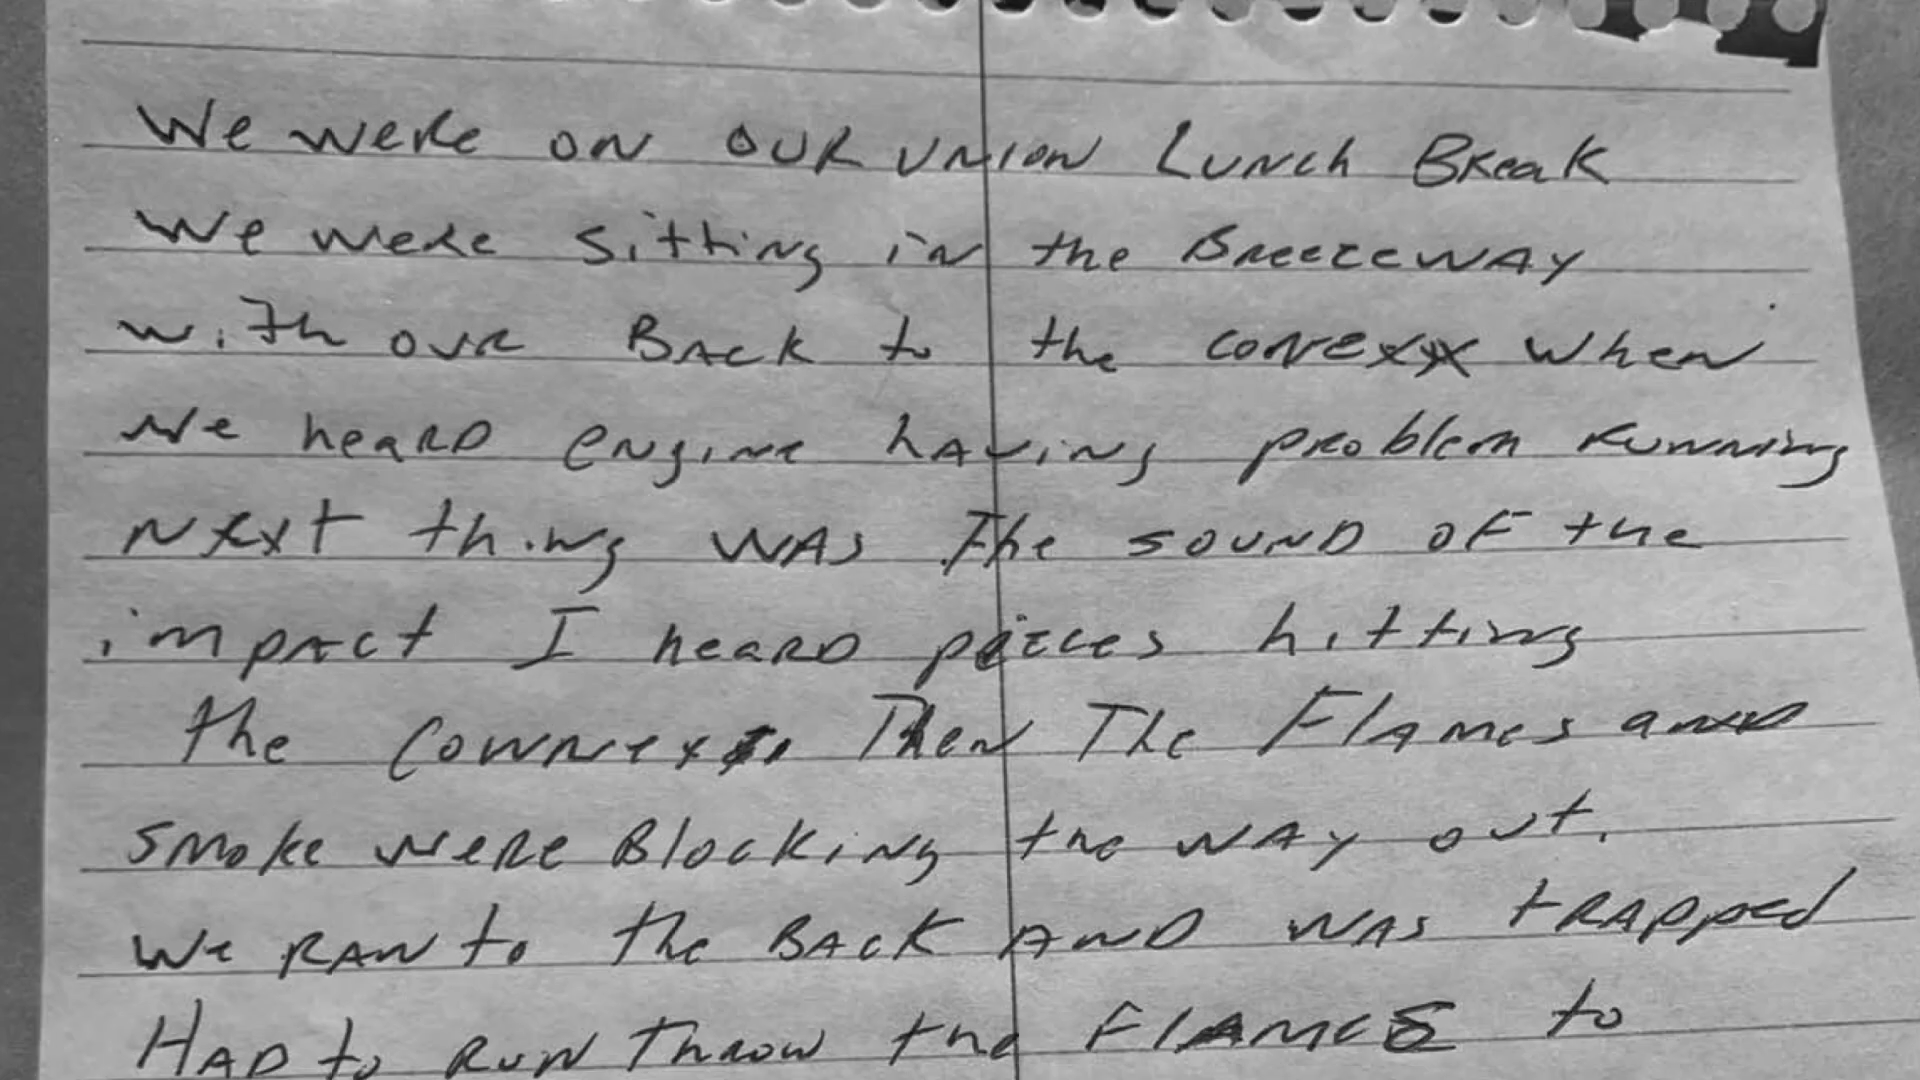 We were on our union Lunch Break
We were sitting in the Breezeway
with our Back to the conexx when
we heard engine having problem running
Next thing was The sound of the
impact I heard pieces hitting
the Connex. Then The Flames and
smoke were Blocking the way out.
We ran to the Back and was trapped
Had to Run Throw the Flames to